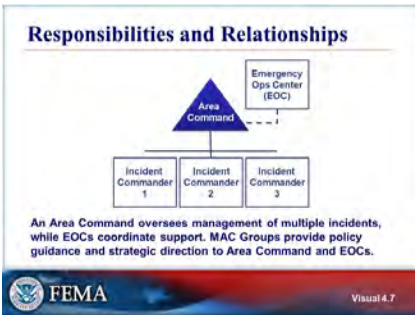 Responsibilities and Relationships
Emergency
Ops Center
(EOC)
Area
Command
Incident
Commander
1
Incident
Commander
2
Incident
Commander
3
An Area Command oversees management of multiple incidents,
while EOCs coordinate support. MAC Groups provide policy
guidance and strategic direction to Area Command and EOCs.
FEMA
Visual 4.7